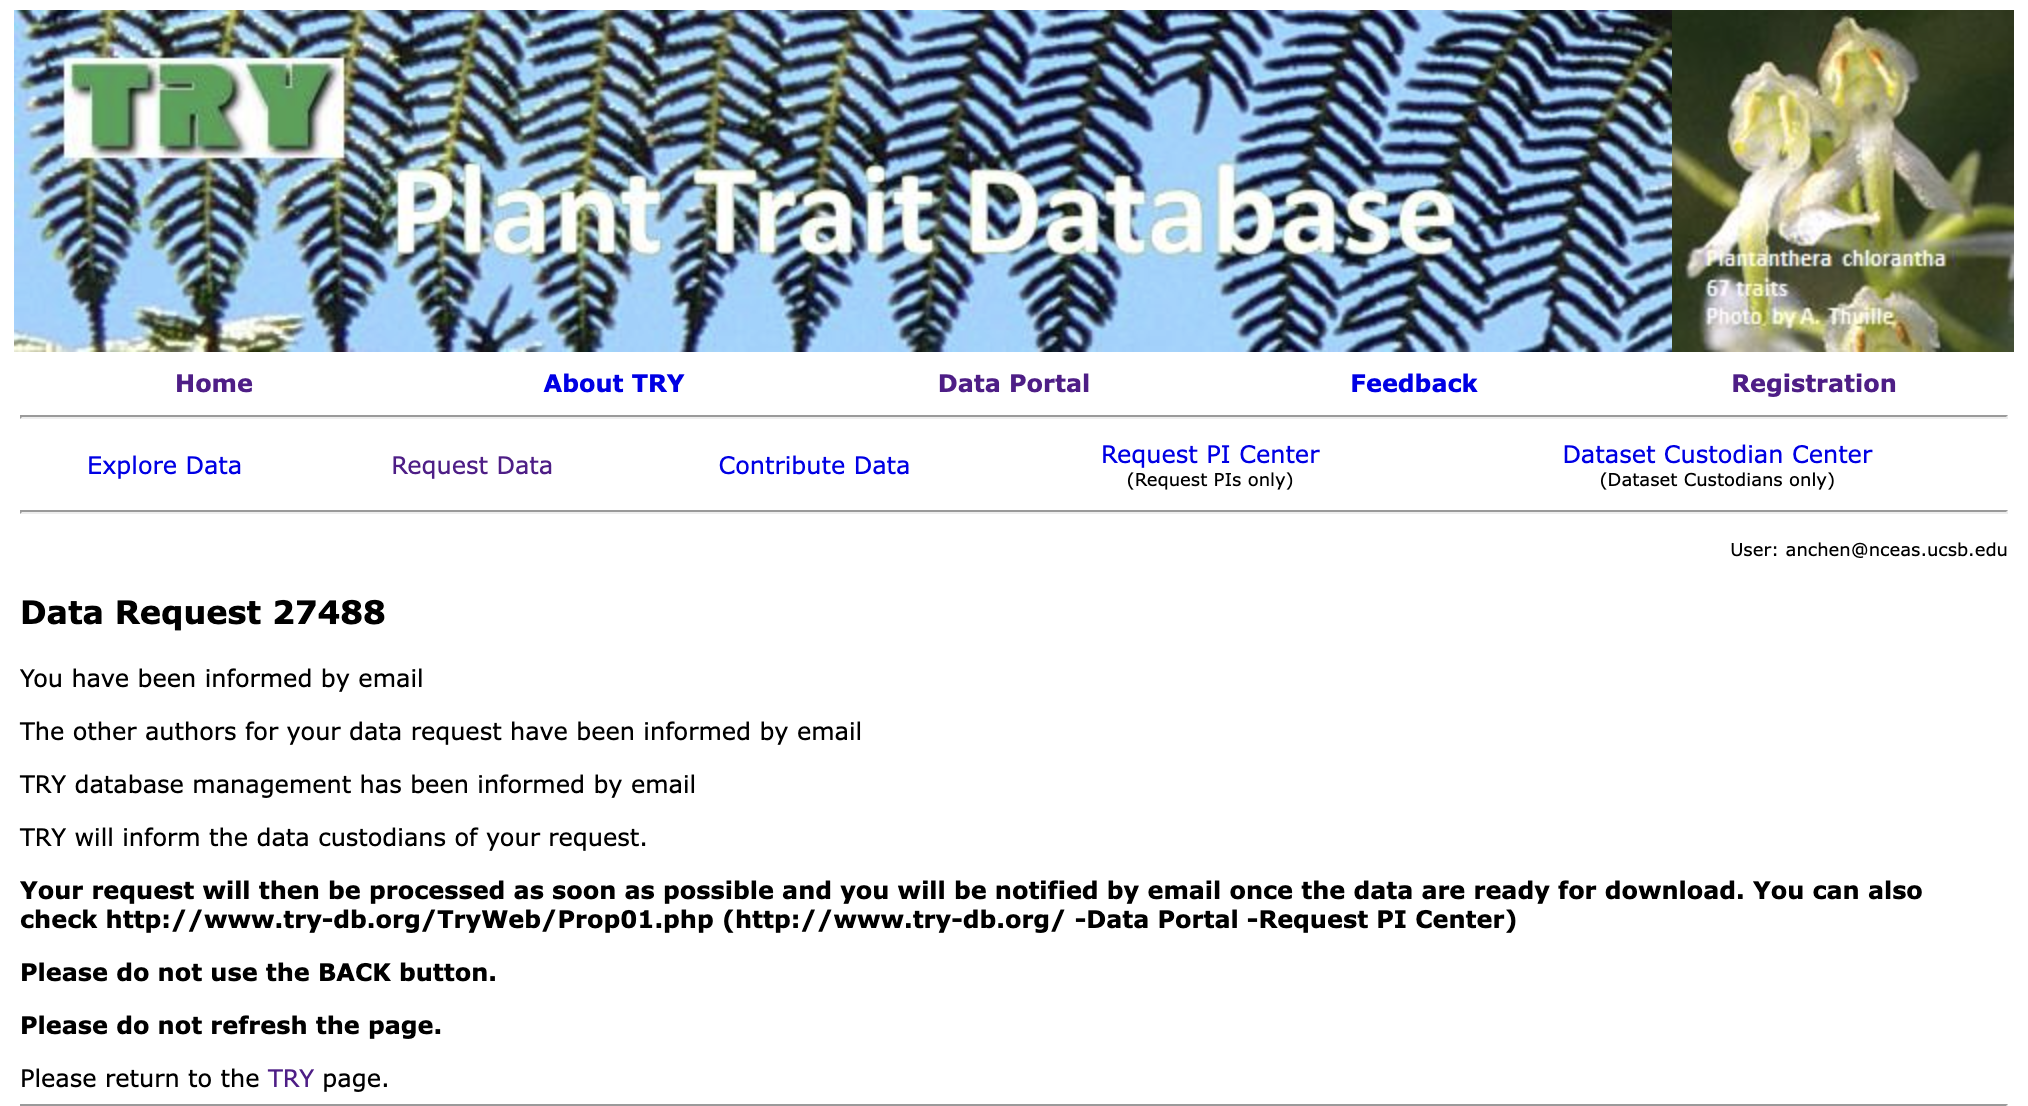 TRY
Plant Trait Database
Plantanthera chlorantha
67 traits
Photo by A. Thuille
Home About TRY Data Portal Feedback Registration
Explore Data Request Data Contribute Data Request PI Center Dataset Custodian Center
(Request PIs only) (Dataset Custodians only)
User: anchen@nceas.ucsb.edu
Data Request 27488
You have been informed by email
The other authors for your data request have been informed by email
TRY database management has been informed by email
TRY will inform the data custodians of your request.
Your request will then be processed as soon as possible and you will be notified by email once the data are ready for download. You can also
check http://www.try-db.org/TryWeb/Prop01.php (http://www.try-db.org/ -Data Portal -Request PI Center)
Please do not use the BACK button.
Please do not refresh the page.
Please return to the TRY page.